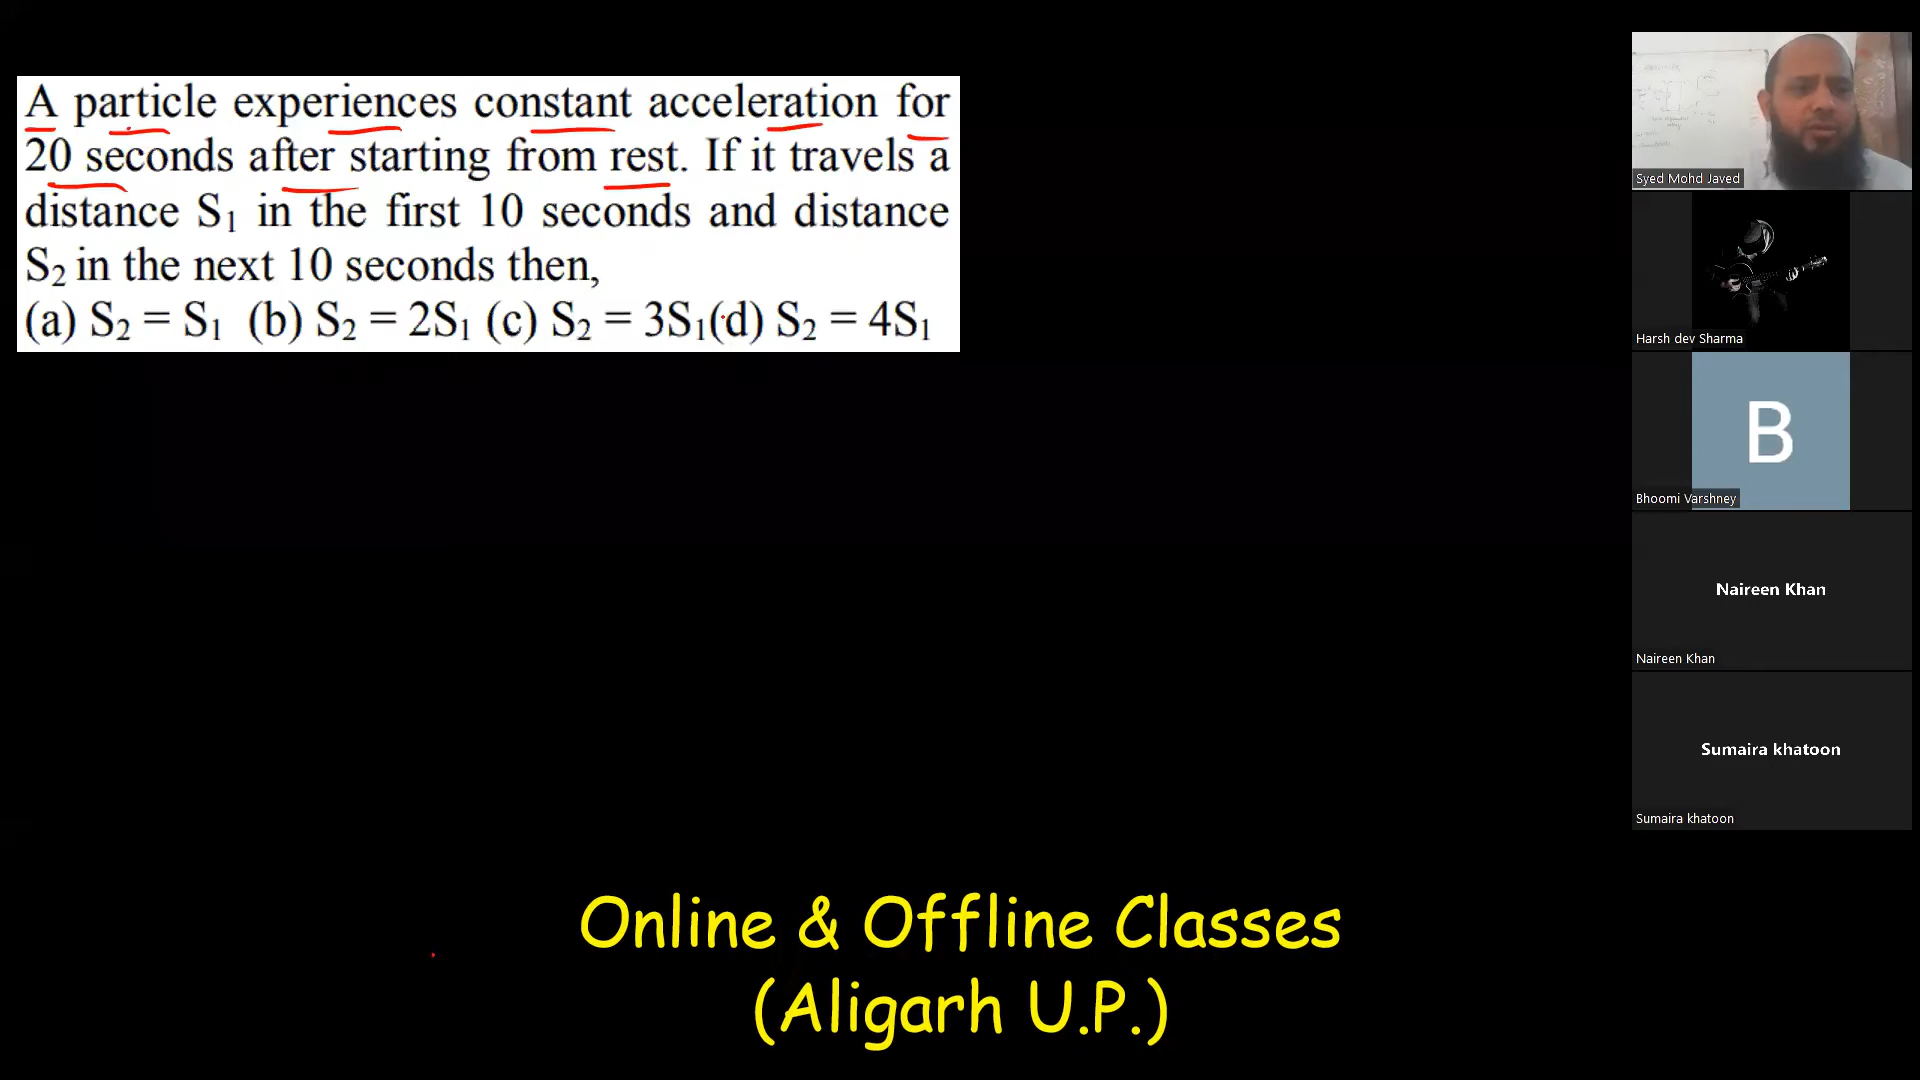 A particle experiences constant acceleration for
20 seconds after starting from rest. If it travels a
distance S₁ in the first 10 seconds and distance
S₂ in the next 10 seconds then,
(a) S₂ = S₁ (b) S₂ = 2S₁ (c) S₂ = 3S₁(d) S₂ = 4S₁
Syed Mohd Javed
Harsh dev Sharma
B
Bhoomi Varshney
Naireen Khan
Naireen Khan
Sumaira khatoon
Sumaira khatoon
Online & Offline Classes
(Aligarh U.P.)